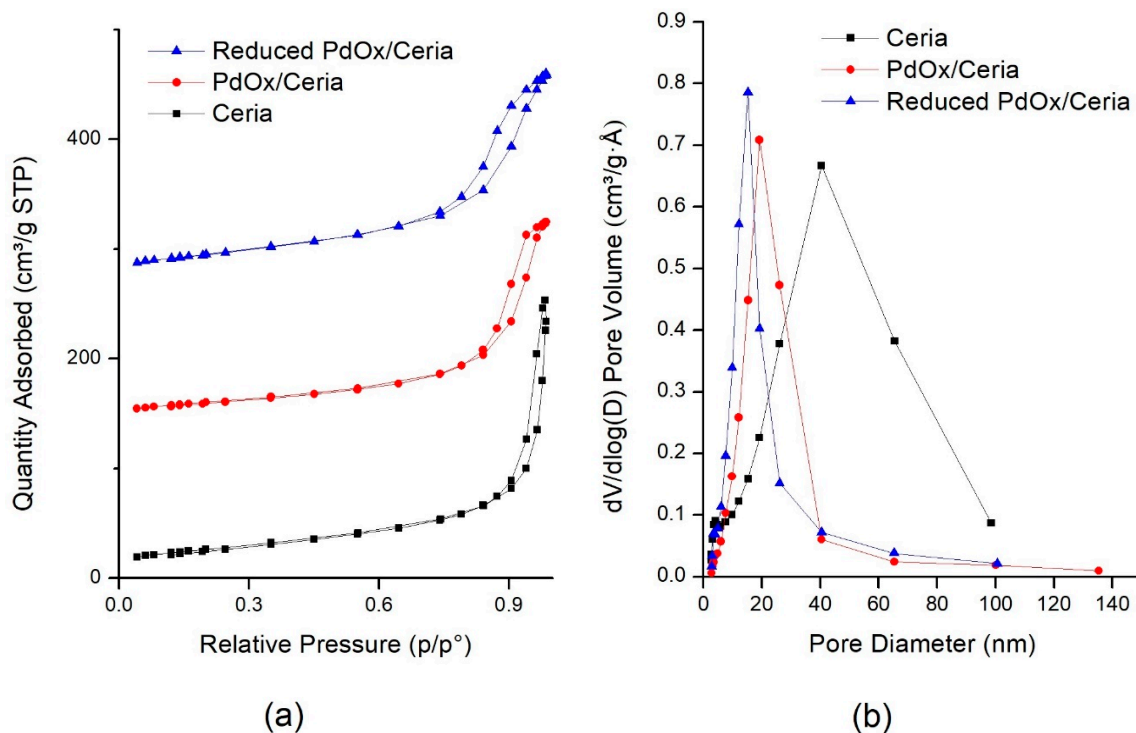 Reduced PdOx/Ceria
PdOx/Ceria
Ceria
Quantity Adsorbed (cm³/g STP)
400
200
0
0.0 0.3 0.6 0.9
Relative Pressure (p/p°)
(a)
Ceria
PdOx/Ceria
Reduced PdOx/Ceria
dV/dlog(D) Pore Volume (cm³/g·Å)
0.9
0.8
0.7
0.6
0.5
0.4
0.3
0.2
0.1
0.0
0 20 40 60 80 100 120 140
Pore Diameter (nm)
(b)